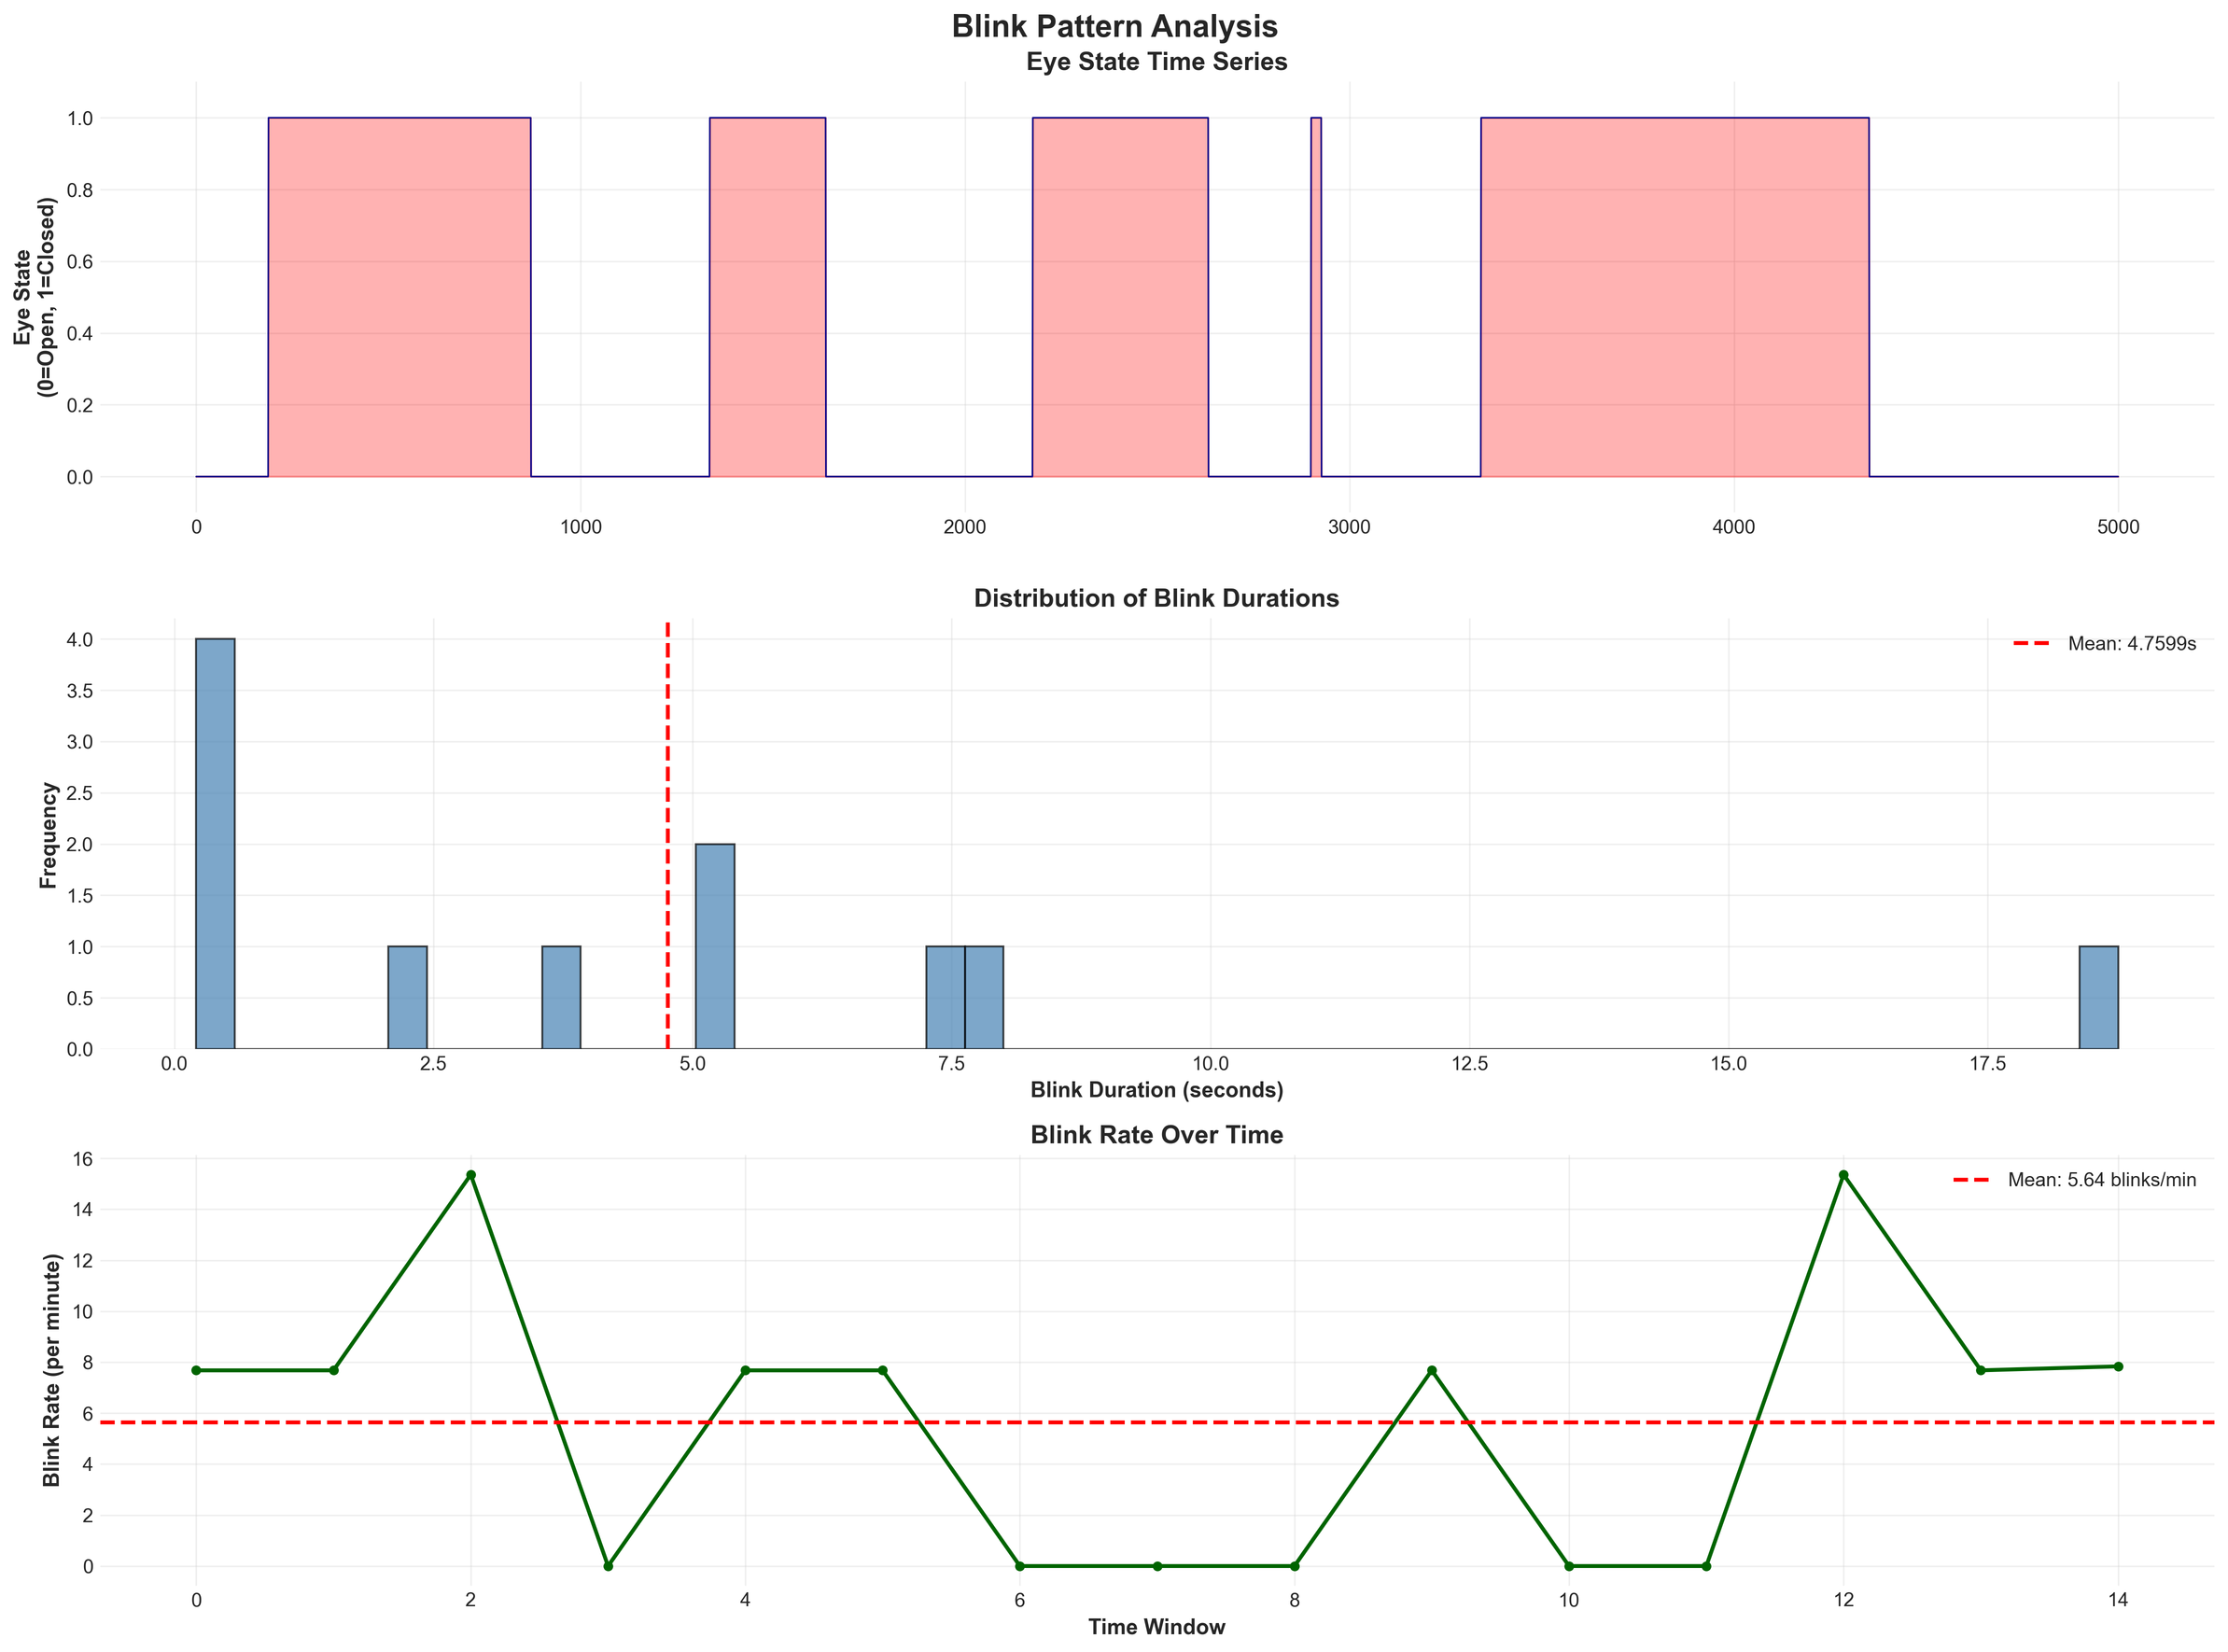 Blink Pattern Analysis
Eye State Time Series
Eye State
(0=Open, 1=Closed)
1.0
0.8
0.6
0.4
0.2
0.0
0 1000 2000 3000 4000 5000
Distribution of Blink Durations
Mean: 4.7599s
Frequency
4.0
3.5
3.0
2.5
2.0
1.5
1.0
0.5
0.0
0.0 2.5 5.0 7.5 10.0 12.5 15.0 17.5
Blink Duration (seconds)
Blink Rate Over Time
Mean: 5.64 blinks/min
Blink Rate (per minute)
16
14
12
10
8
6
4
2
0
0 2 4 6 8 10 12 14
Time Window